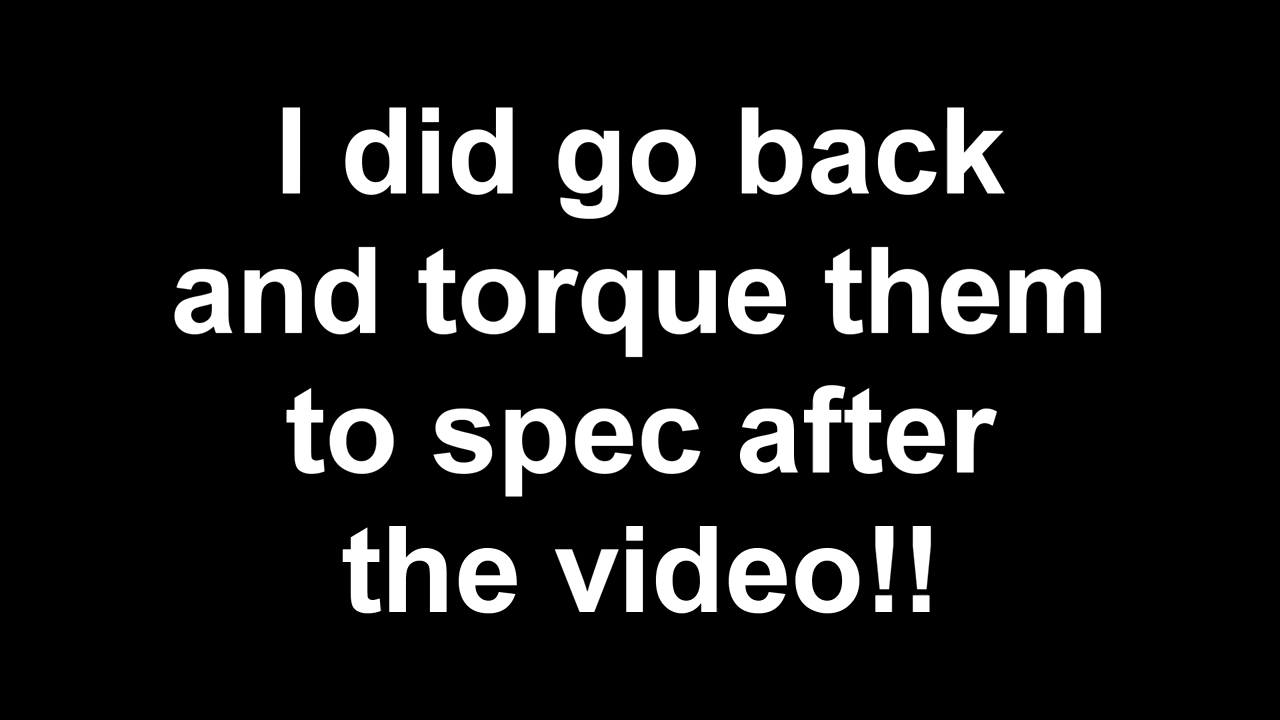 I did go back
and torque them
to spec after
the video!!